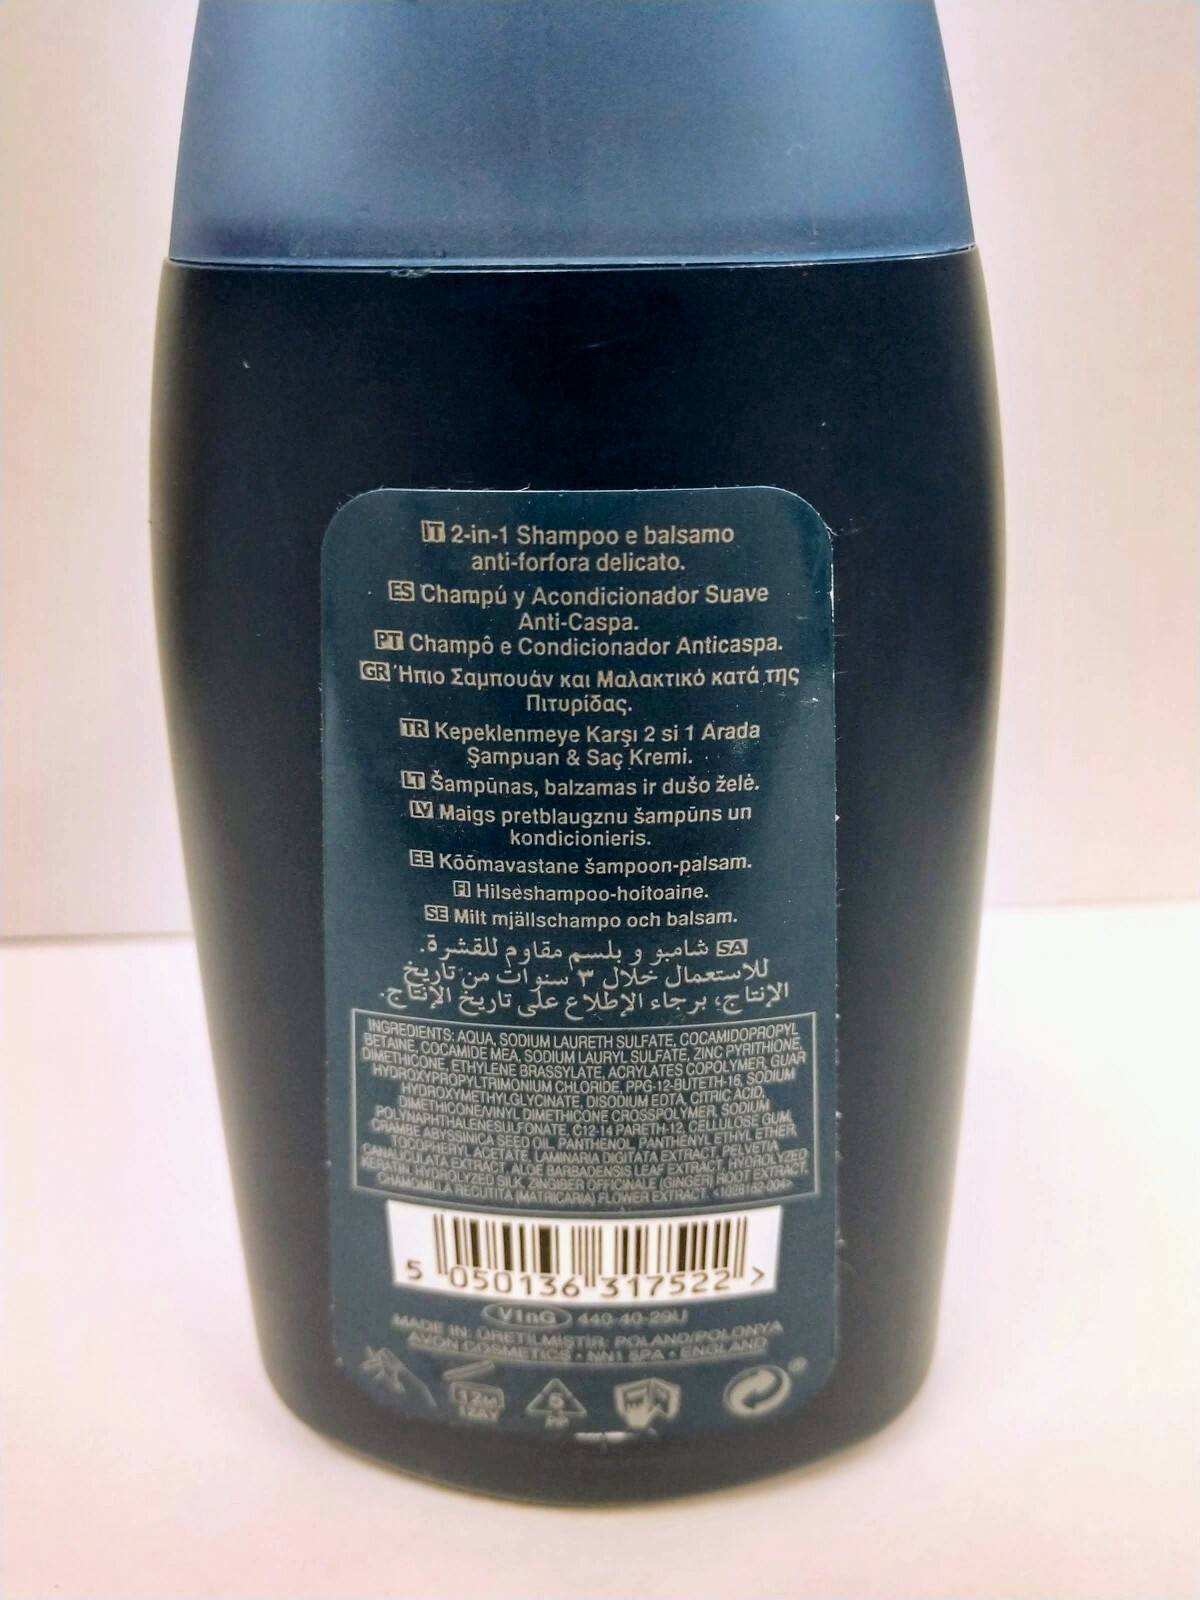 IT 2-in-1 Shampoo e balsamo
anti-forfora delicato.
ES Champú y Acondicionador Suave
Anti-Caspa.
PT Champô e Condicionador Anticaspa.
GR Ήπιο Σαμπουάν και Μαλακτικό κατά της
Πιτυρίδας.
TR Kepeklenmeye Karşı 2 si 1 Arada
Şampuan & Saç Kremi.
LT Šampūnas, balzamas ir dušo želė.
LV Maigs pretblaugznu šampūns un
kondicionieris.
EE Kõõmavastane šampoon-palsam.
FI Hilseshampoo-hoitoaine.
SE Milt mjällschampo och balsam.
SA شامبو و بلسم مقاوم للقشرة.
للاستعمال خلال ٣ سنوات من تاريخ
الإنتاج، برجاء الإطلاع على تاريخ الإنتاج.
INGREDIENTS: AQUA, SODIUM LAURETH SULFATE, COCAMIDOPROPYL
BETAINE, COCAMIDE MEA, SODIUM LAURYL SULFATE, ZINC PYRITHIONE,
DIMETHICONE, ETHYLENE BRASSYLATE, ACRYLATES COPOLYMER, GUAR
HYDROXYPROPYLTRIMONIUM CHLORIDE, PPG-12-BUTETH-16, SODIUM
HYDROXYMETHYLGLYCINATE, DISODIUM EDTA, CITRIC ACID,
DIMETHICONE/VINYL DIMETHICONE CROSSPOLYMER, SODIUM
POLYNAPHTHALENESULFONATE, C12-14 PARETH-12, CELLULOSE GUM,
CRAMBE ABYSSINICA SEED OIL, PANTHENOL, PANTHENYL ETHYL ETHER,
TOCOPHERYL ACETATE, LAMINARIA DIGITATA EXTRACT, PELVETIA
CANALICULATA EXTRACT, ALOE BARBADENSIS LEAF EXTRACT, HYDROLYZED
KERATIN, HYDROLYZED SILK, ZINGIBER OFFICINALE (GINGER) ROOT EXTRACT,
CHAMOMILLA RECUTITA (MATRICARIA) FLOWER EXTRACT. <1028162-004>
5 050136 317522 >
V1nG 440-40-29U
MADE IN: ÜRETİLMİŞTİR: POLAND/POLONYA
AVON COSMETICS • NN1 5PA • ENGLAND
12M
12AY
5
PP